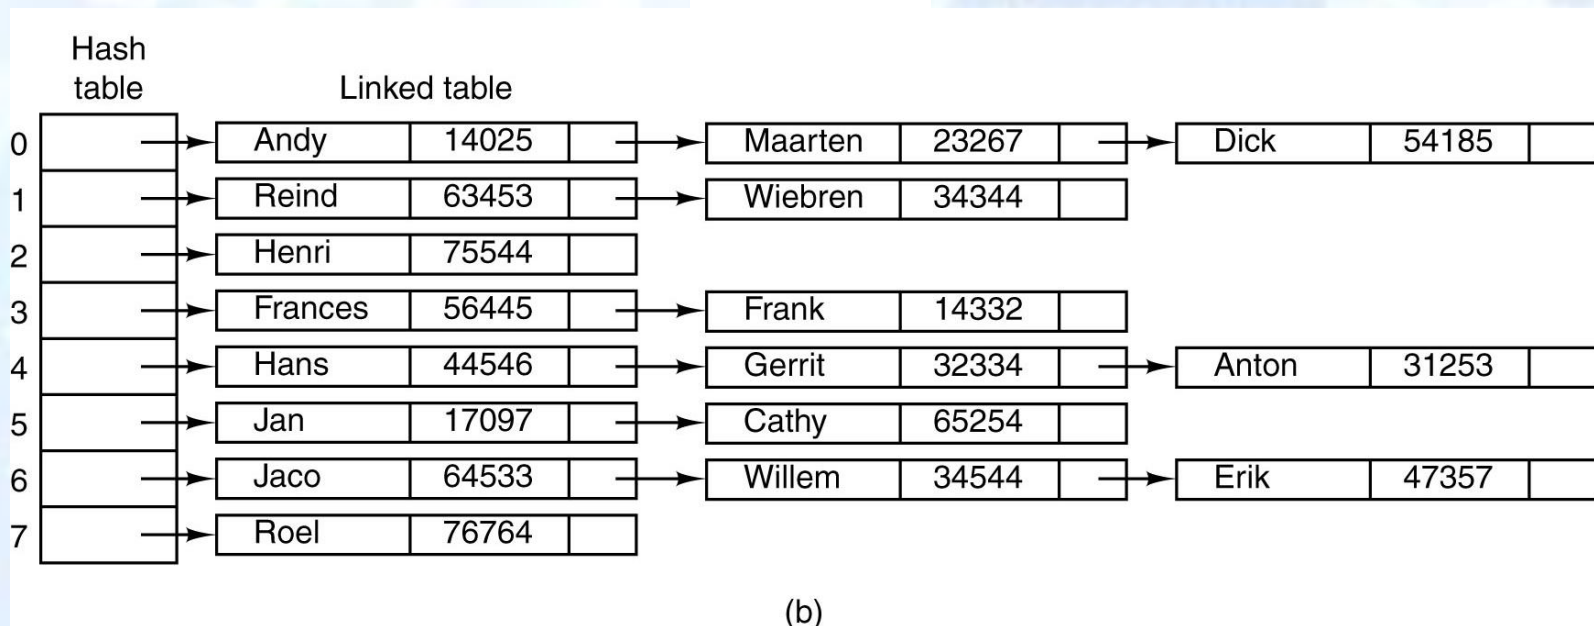 Hash
table
Linked table
0 Andy 14025 Maarten 23267 Dick 54185
1 Reind 63453 Wiebren 34344
2 Henri 75544
3 Frances 56445 Frank 14332
4 Hans 44546 Gerrit 32334 Anton 31253
5 Jan 17097 Cathy 65254
6 Jaco 64533 Willem 34544 Erik 47357
7 Roel 76764
(b)